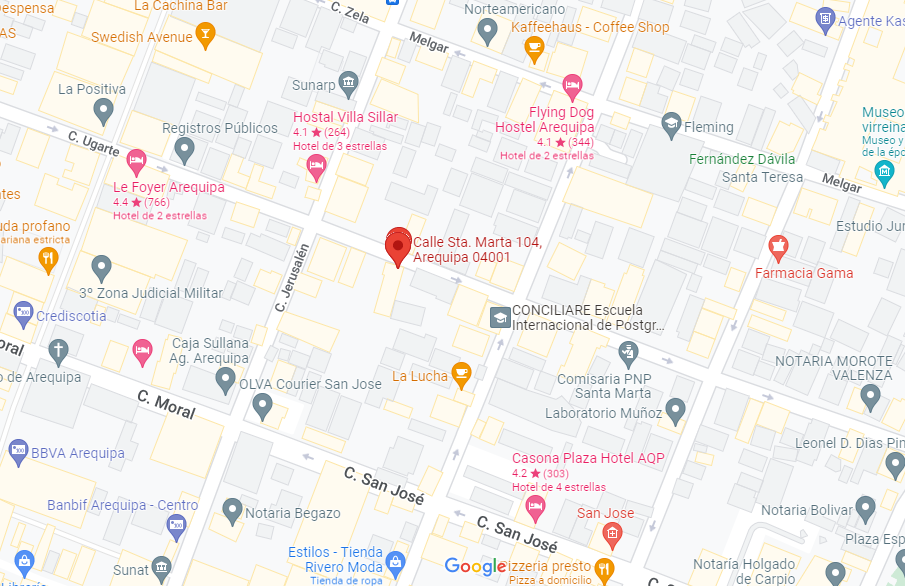 Despensa
La Cachina Bar
C. Zela
Norteamericano
Kaffeehaus - Coffee Shop
Agente Kas
AS
Swedish Avenue
Melgar
Sunarp
La Positiva
Flying Dog
Hostel Arequipa
4.1 ★ (344)
Hotel de 2 estrellas
Hostal Villa Sillar
4.1 ★ (264)
Hotel de 3 estrellas
Registros Públicos
Fleming
Museo
virreina
Museo y
de la épo
C. Ugarte
Fernández Dávila
Santa Teresa
Melgar
Le Foyer Arequipa
4.4 ★ (766)
Hotel de 2 estrellas
ntes
uda profano
ariana estricta
Estudio Jur
Calle Sta. Marta 104,
Arequipa 04001
Farmacia Gama
C. Jerusalén
3º Zona Judicial Militar
Crediscotia
CONCILIARE Escuela
Internacional de Postgr...
oral
Caja Sullana
Ag. Arequipa
o de Arequipa
OLVA Courier San Jose
La Lucha
Comisaria PNP
Santa Marta
NOTARIA MOROTE
VALENZA
C. Moral
Laboratorio Muñoz
Leonel D. Dias Pin
BBVA Arequipa
Casona Plaza Hotel AQP
4.2 ★ (303)
Hotel de 4 estrellas
C. San José
Banbif Arequipa - Centro
Notaria Begazo
San Jose
Notaria Bolivar
C. San José
Plaza Esp
Estilos - Tienda
Rivero Moda
Tienda de ropa
Google
Pizzeria presto
Pizza a domicilio
Sunat
Notaría Holgado
de Carpio